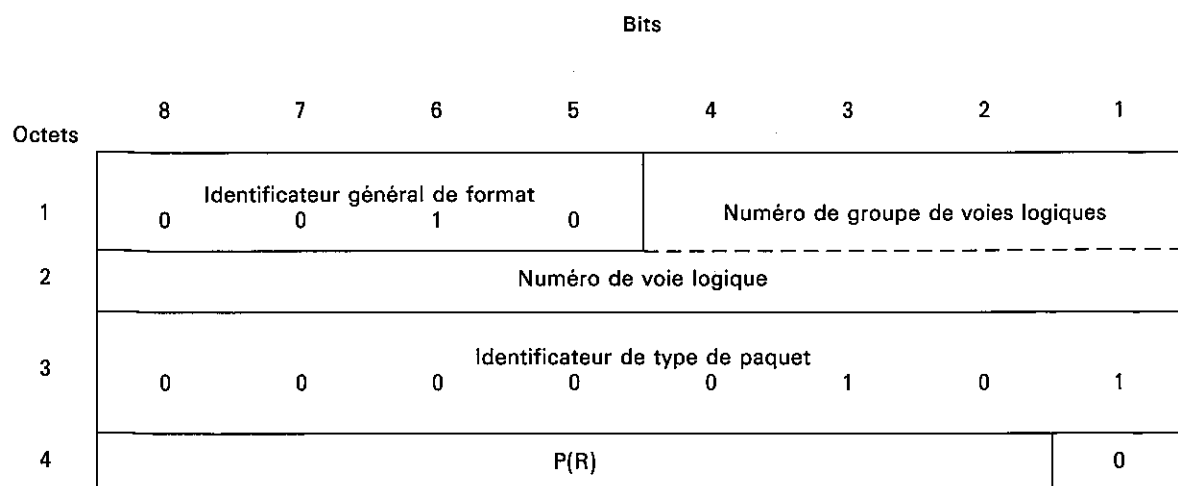 Bits
8 7 6 5 4 3 2 1
Octets
Identificateur général de format
1 0 0 1 0 Numéro de groupe de voies logiques
2 Numéro de voie logique
Identificateur de type de paquet
3 0 0 0 0 0 1 0 1
4 P(R) 0